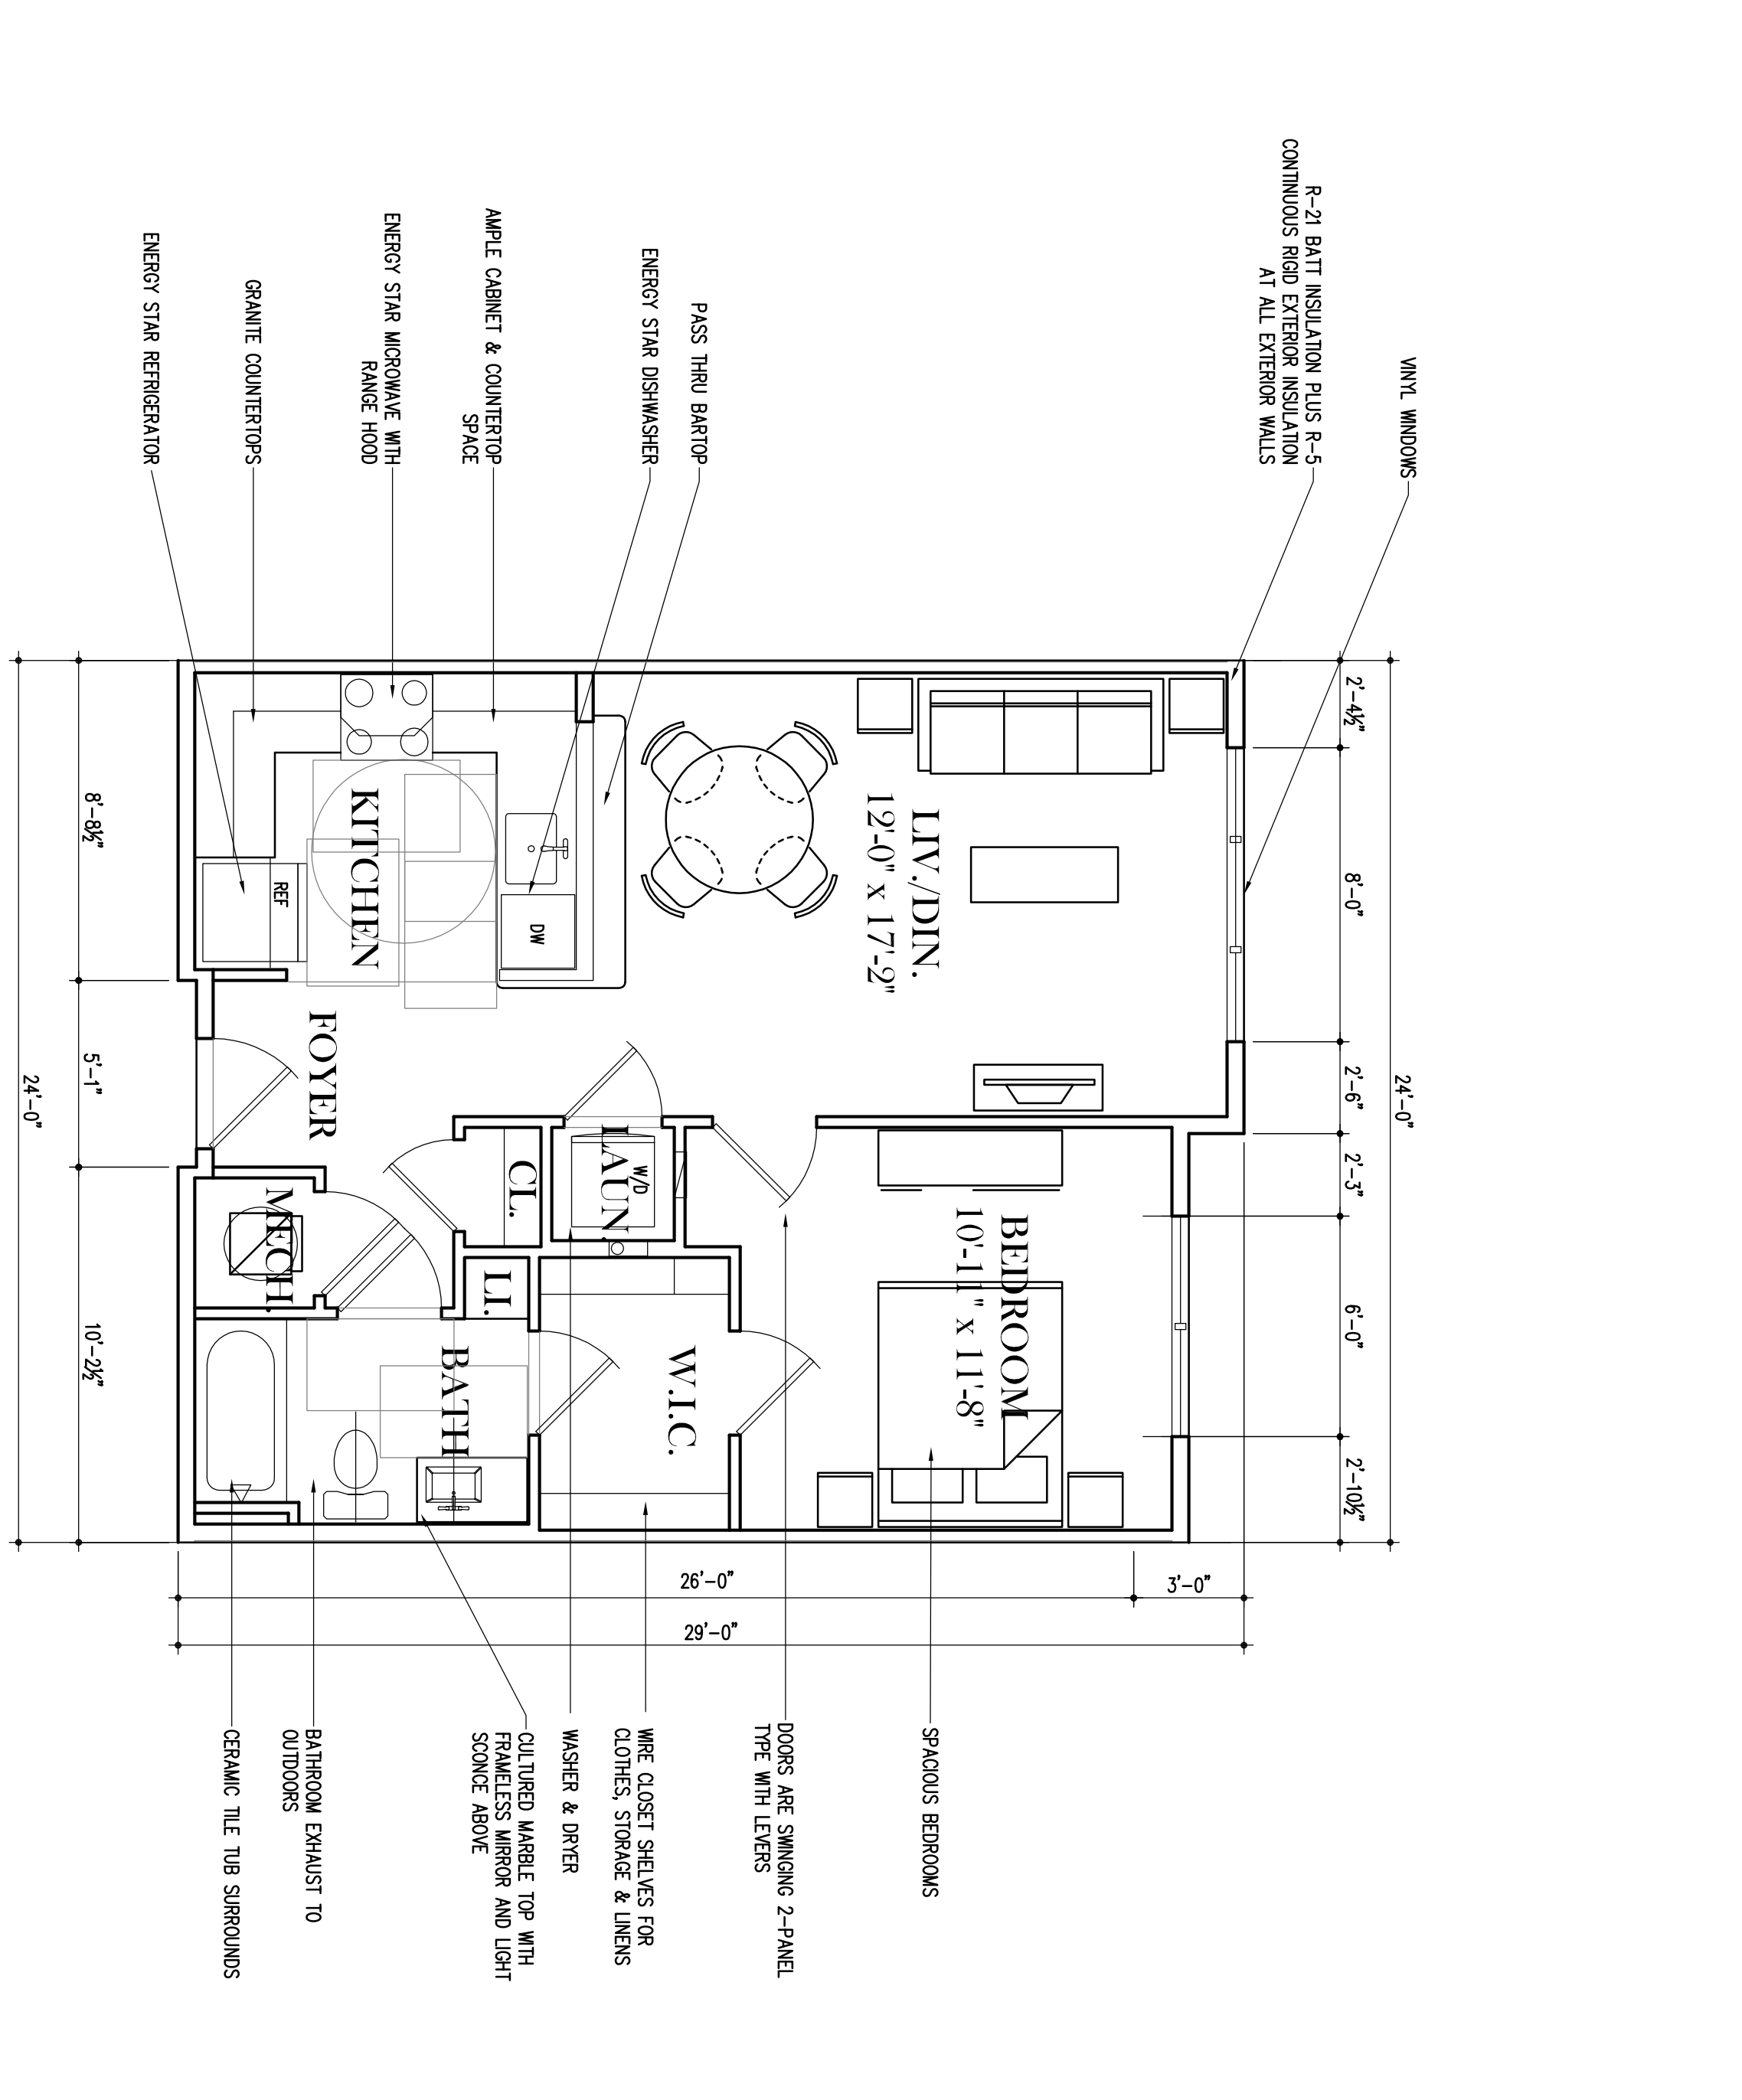 VINYL WINDOWS
R-21 BATT INSULATION PLUS R-5
CONTINUOUS RIGID EXTERIOR INSULATION
AT ALL EXTERIOR WALLS
PASS THRU BARTOP
ENERGY STAR DISHWASHER
AMPLE CABINET & COUNTERTOP
SPACE
ENERGY STAR MICROWAVE WITH
RANGE HOOD
GRANITE COUNTERTOPS
ENERGY STAR REFRIGERATOR
24'-0"
2'-4½"
8'-0"
2'-6"
2'-3"
6'-0"
2'-10½"
LIV./DIN.
12'-0" x 17'-2"
BEDROOM
10'-11" x 11'-8"
W.I.C.
W/D
LAUN.
CL.
LI.
DW
BATH
KITCHEN
FOYER
REF
MECH.
8'-8½"
5'-1"
10'-2½"
24'-0"
3'-0"
26'-0"
29'-0"
SPACIOUS BEDROOMS
DOORS ARE SWINGING 2-PANEL
TYPE WITH LEVERS
WIRE CLOSET SHELVES FOR
CLOTHES, STORAGE & LINENS
WASHER & DRYER
CULTURED MARBLE TOP WITH
FRAMELESS MIRROR AND LIGHT
SCONCE ABOVE
BATHROOM EXHAUST TO
OUTDOORS
CERAMIC TILE TUB SURROUNDS